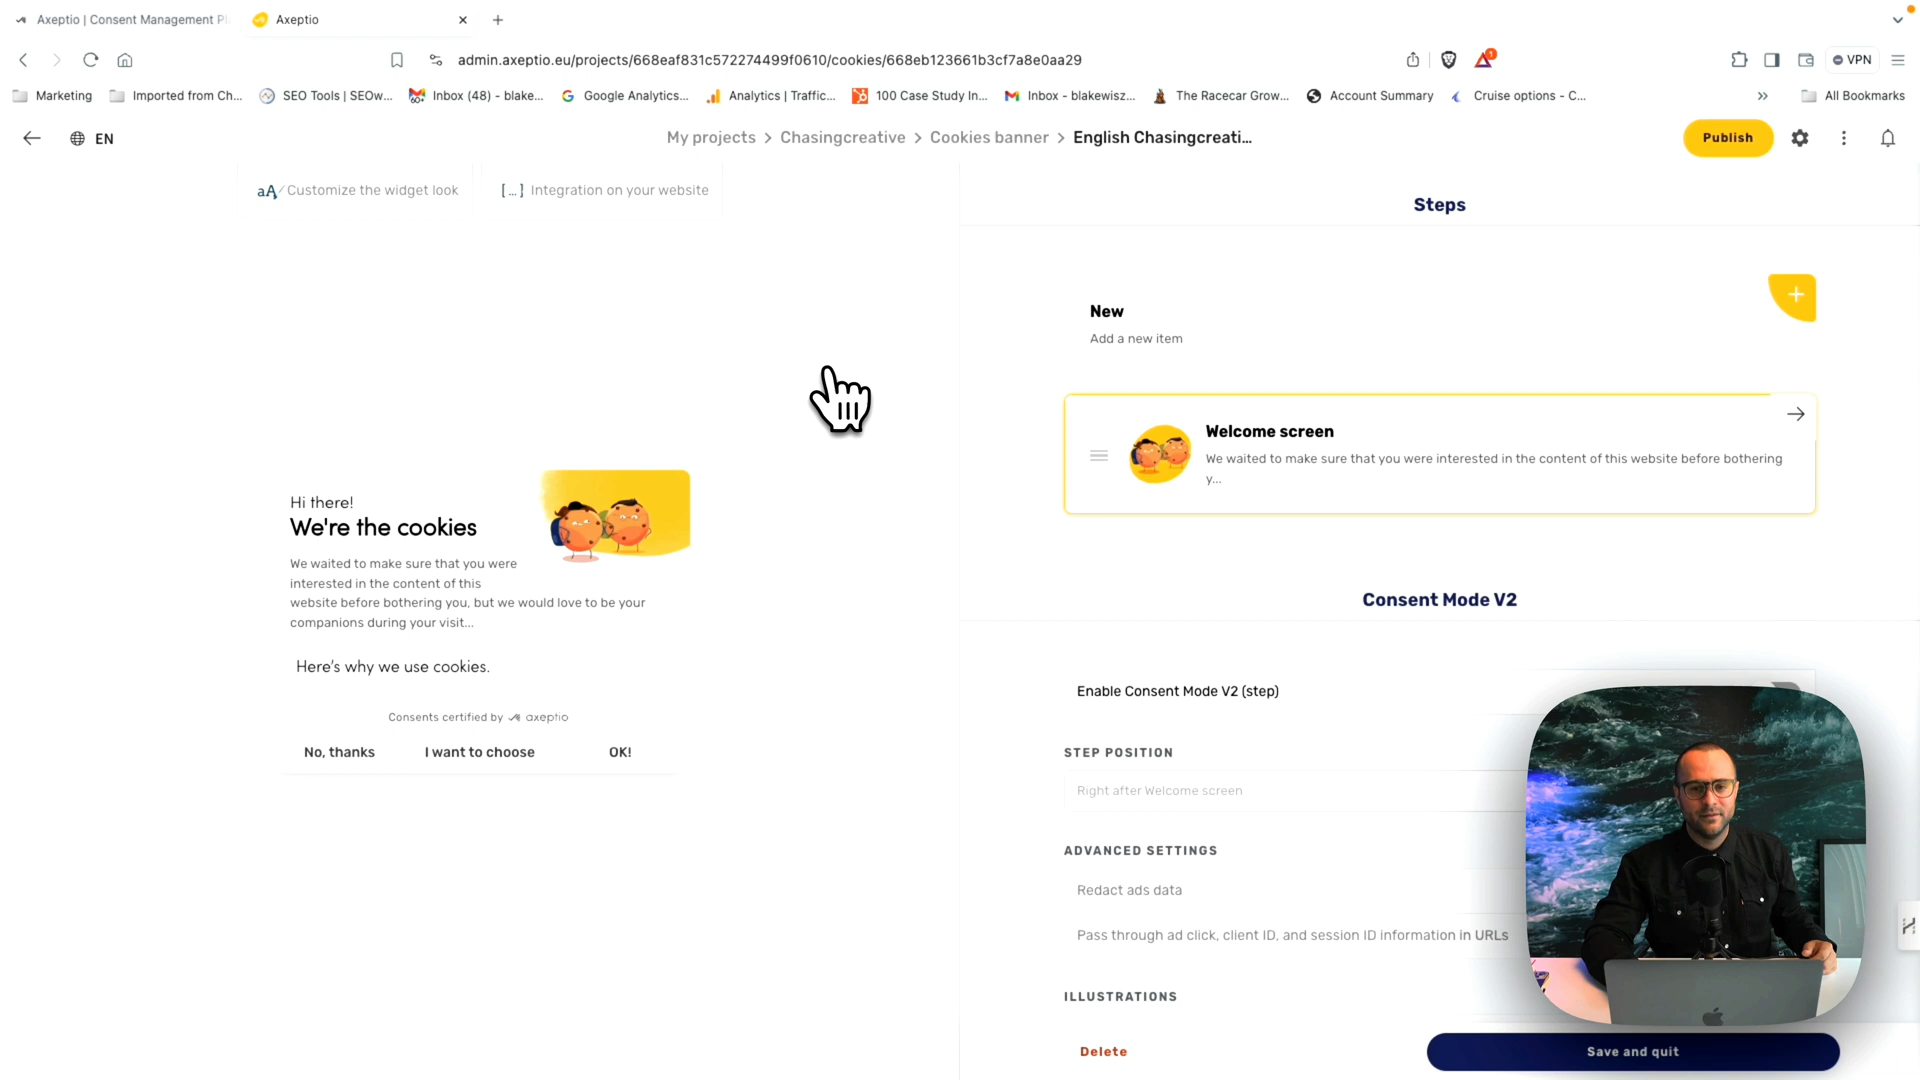 Axeptio | Consent Management Pl
Axeptio
admin.axeptio.eu/projects/668eaf831c572274499f0610/cookies/668eb123661b3cf7a8e0aa29
1
VPN
Marketing
Imported from Ch...
SEO Tools | SEOw...
Inbox (48) - blake...
Google Analytics...
Analytics | Traffic...
100 Case Study In...
Inbox - blakewisz...
The Racecar Grow...
Account Summary
Cruise options - C...
All Bookmarks
EN
My projects > Chasingcreative > Cookies banner > English Chasingcreati...
Publish
aA Customize the widget look
[...] Integration on your website
Steps
New
Add a new item
Welcome screen
We waited to make sure that you were interested in the content of this website before bothering
y...
Hi there!
We're the cookies
We waited to make sure that you were
interested in the content of this
website before bothering you, but we would love to be your
companions during your visit...
Here's why we use cookies.
Consents certified by axeptio
No, thanks
I want to choose
OK!
Consent Mode V2
Enable Consent Mode V2 (step)
STEP POSITION
Right after Welcome screen
ADVANCED SETTINGS
Redact ads data
Pass through ad click, client ID, and session ID information in URLs
ILLUSTRATIONS
Delete
Save and quit